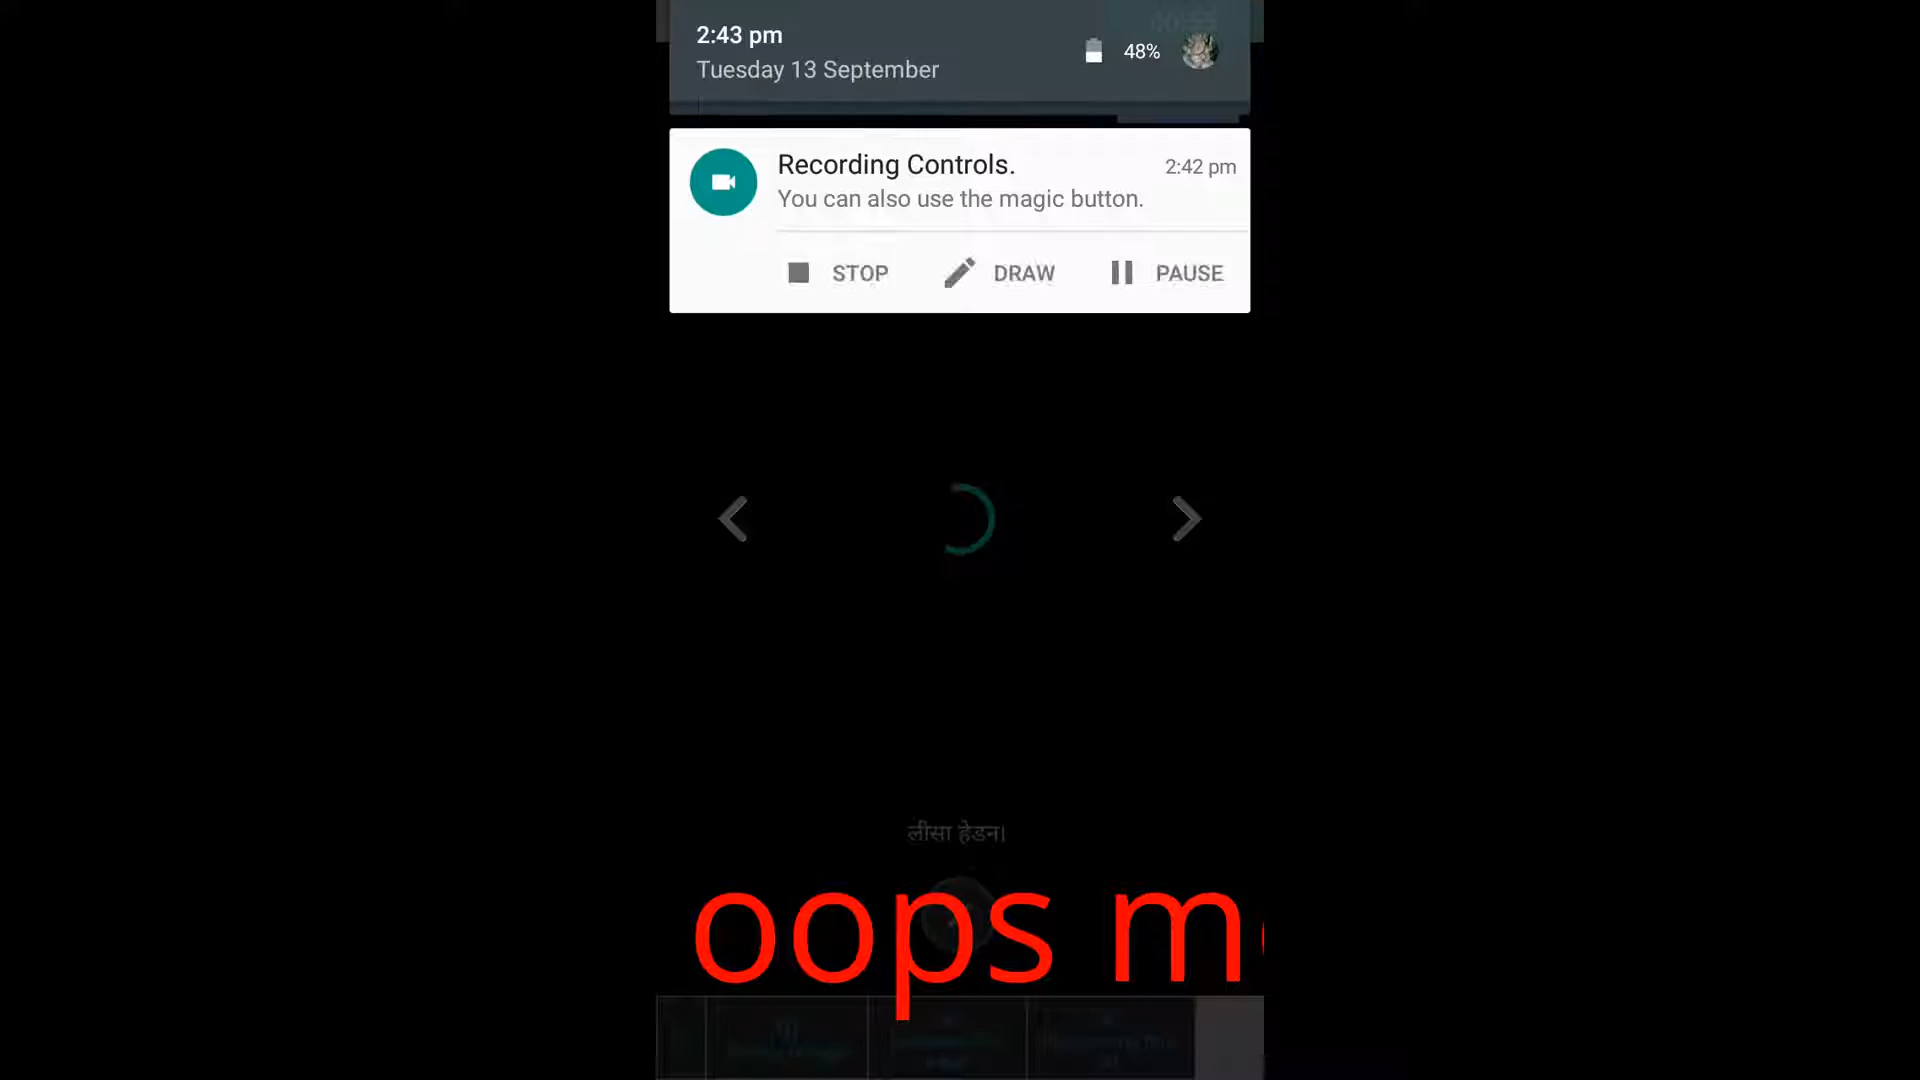 2:43 pm
Tuesday 13 September
48%
Recording Controls.
2:42 pm
You can also use the magic button.
STOP
DRAW
PAUSE
लीसा हेडन।
oops m